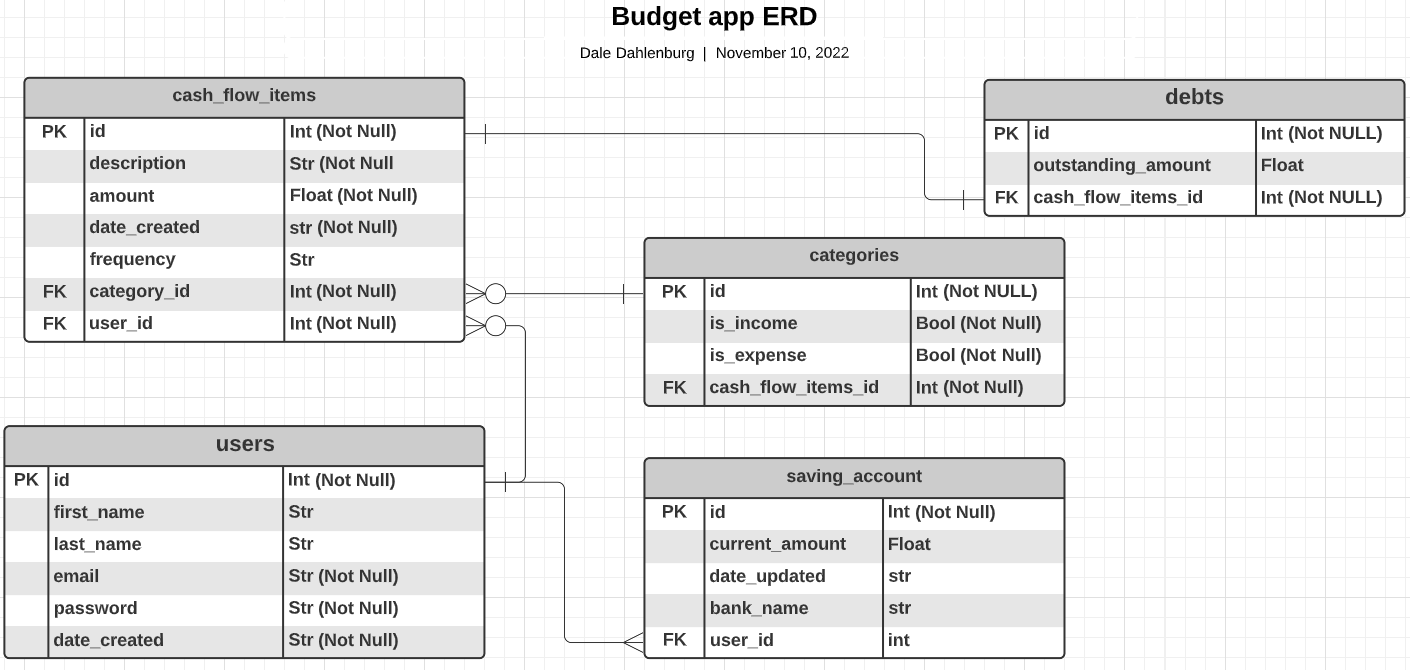 Budget app ERD
Dale Dahlenburg | November 10, 2022
cash_flow_items
PK id Int (Not Null)
description Str (Not Null
amount Float (Not Null)
date_created str (Not Null)
frequency Str
FK category_id Int (Not Null)
FK user_id Int (Not Null)
debts
PK id Int (Not NULL)
outstanding_amount Float
FK cash_flow_items_id Int (Not NULL)
categories
PK id Int (Not NULL)
is_income Bool (Not Null)
is_expense Bool (Not Null)
FK cash_flow_items_id Int (Not Null)
users
PK id Int (Not Null)
first_name Str
last_name Str
email Str (Not Null)
password Str (Not Null)
date_created Str (Not Null)
saving_account
PK id Int (Not Null)
current_amount Float
date_updated str
bank_name str
FK user_id int